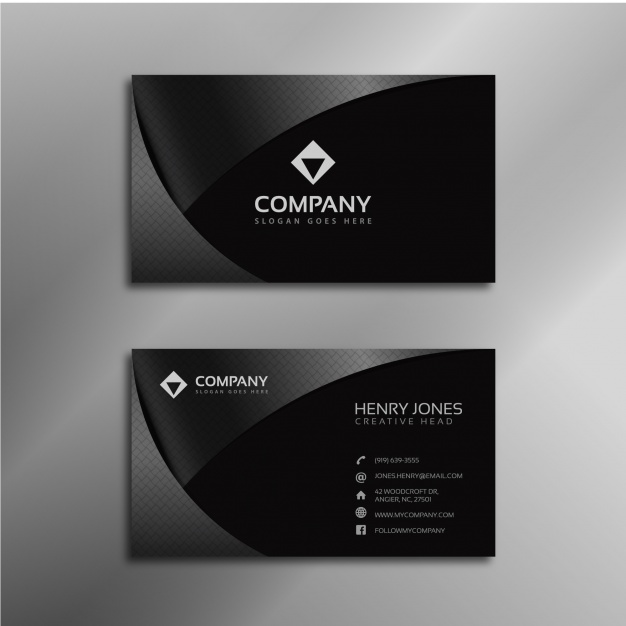 COMPANY
SLOGAN GOES HERE
COMPANY
SLOGAN GOES HERE
HENRY JONES
CREATIVE HEAD
(919) 639-3555
JONES.HENRY@EMAIL.COM
42 WOODCROFT DR,
ANGIER, NC, 27501
WWW.MYCOMPANY.COM
FOLLOWMYCOMPANY